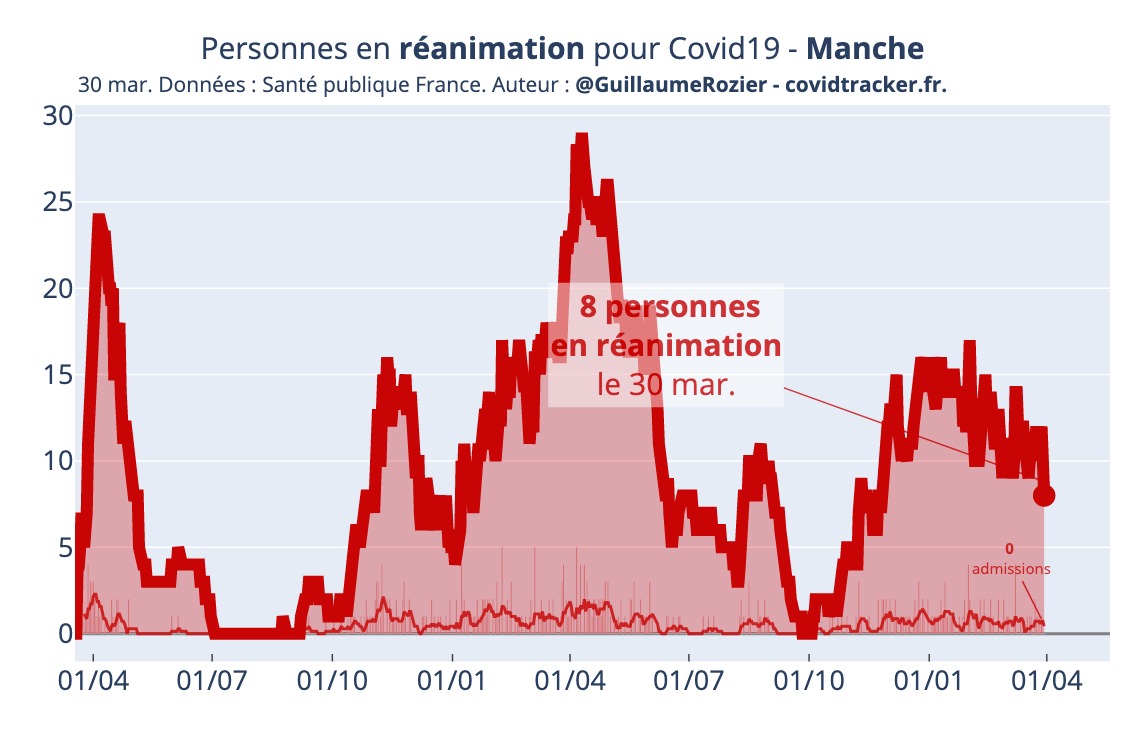 Personnes en réanimation pour Covid19 - Manche
30 mar. Données : Santé publique France. Auteur : @GuillaumeRozier - covidtracker.fr.
30
25
20
15
10
5
0
8 personnes
en réanimation
le 30 mar.
0
admissions
01/04 01/07 01/10 01/01 01/04 01/07 01/10 01/01 01/04